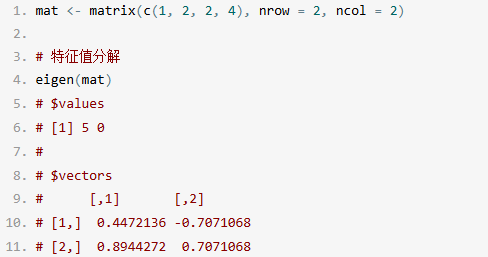 1. mat <- matrix(c(1, 2, 2, 4), nrow = 2, ncol = 2)
2.
3. # 特征值分解
4. eigen(mat)
5. # $values
6. # [1] 5 0
7. #
8. # $vectors
9. #      [,1]       [,2]
10. # [1,]  0.4472136 -0.7071068
11. # [2,]  0.8944272  0.7071068